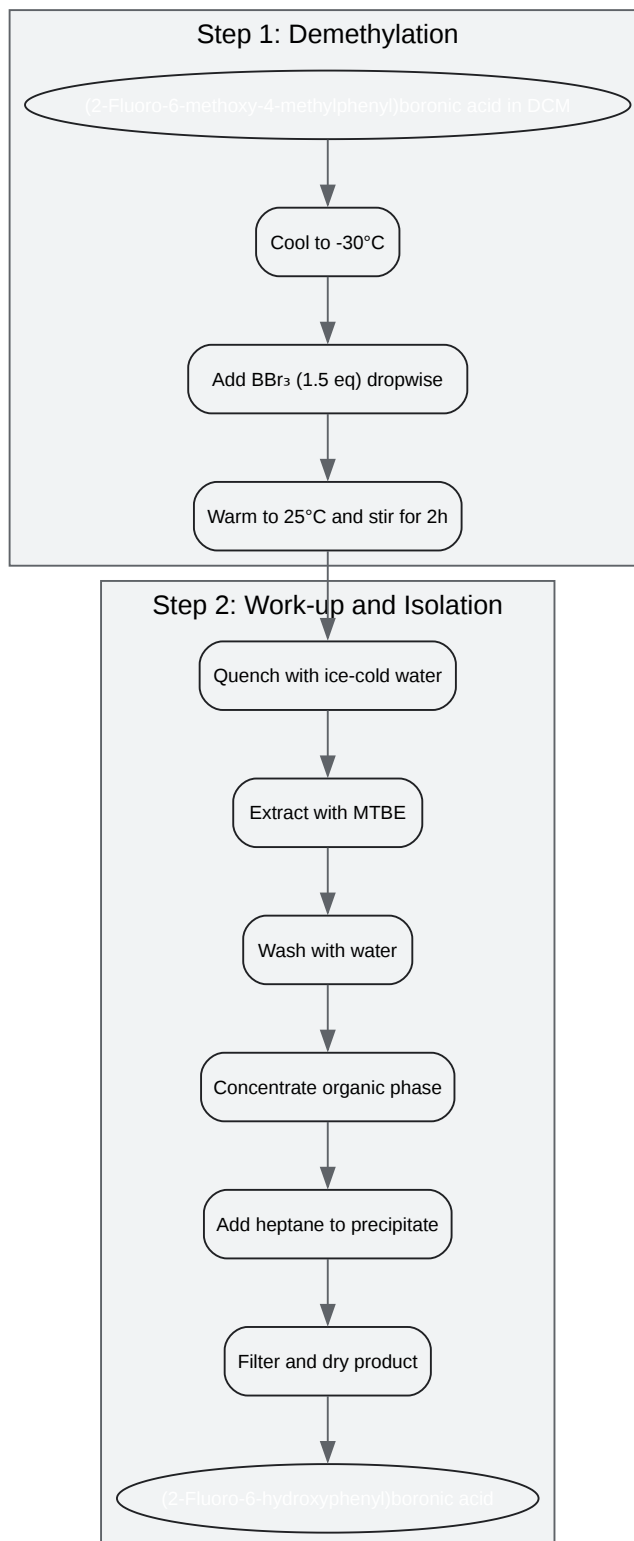 Step 1: Demethylation
(2-Fluoro-6-methoxy-4-methylphenyl)boronic acid in DCM
Cool to -30°C
Add BBr₃ (1.5 eq) dropwise
Warm to 25°C and stir for 2h
Step 2: Work-up and Isolation
Quench with ice-cold water
Extract with MTBE
Wash with water
Concentrate organic phase
Add heptane to precipitate
Filter and dry product
(2-Fluoro-6-hydroxyphenyl)boronic acid